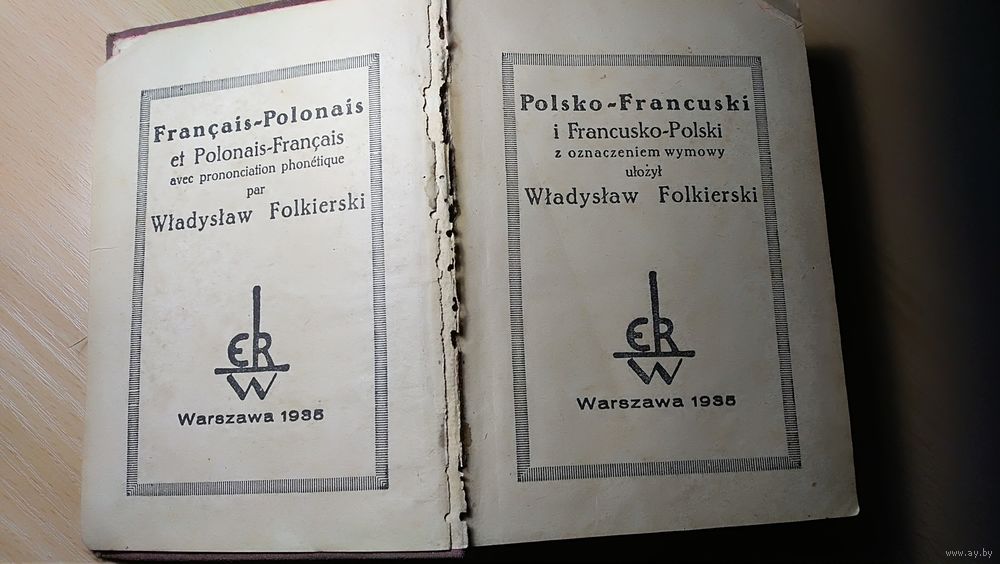 Français-Polonais
et Polonais-Français
avec prononciation phonétique
par
Władysław Folkierski
ERW
Warszawa 1935
Polsko-Francuski
i Francusko-Polski
z oznaczeniem wymowy
ułożył
Władysław Folkierski
ERW
Warszawa 1935
www.ay.by